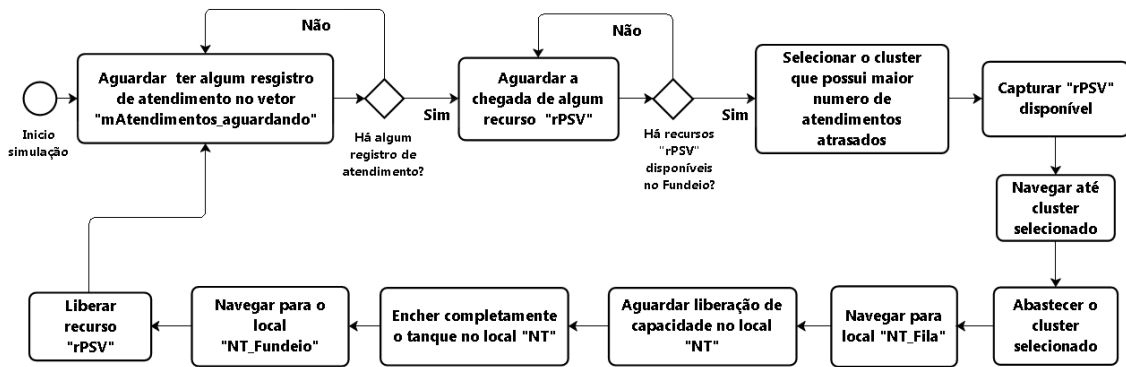 Não
Aguardar ter algum resgistro
de atendimento no vetor
"mAtendimentos_aguardando"
Inicio
simulação
Sim
Há algum
registro de
atendimento?
Não
Aguardar a
chegada de algum
recurso "rPSV"
Sim
Há recursos
"rPSV"
disponíveis
no Fundeio?
Selecionar o cluster
que possui maior
numero de
atendimentos
atrasados
Capturar "rPSV"
disponível
Navegar até
cluster
selecionado
Abastecer o
cluster
selecionado
Navegar para
local "NT_Fila"
Aguardar liberação de
capacidade no local
"NT"
Encher completamente
o tanque no local "NT"
Navegar para o
local
"NT_Fundeio"
Liberar
recurso
"rPSV"